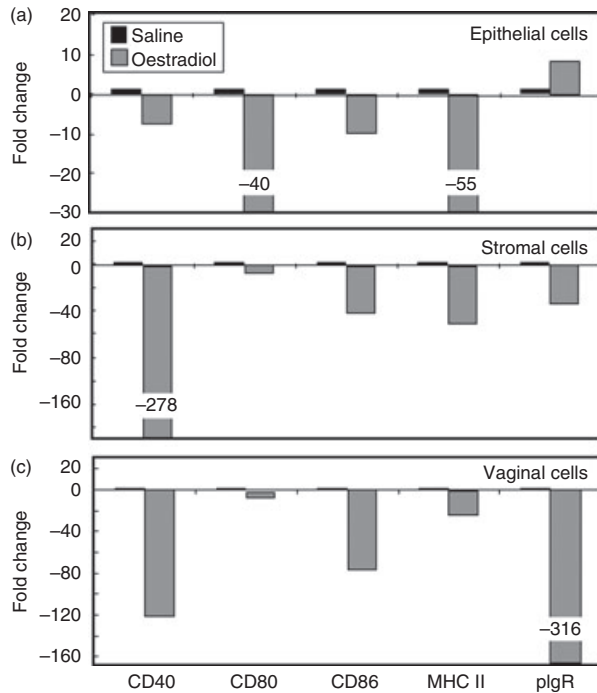 (a)
20
10
0
–10
–20
–30
Fold change
Saline
Oestradiol
Epithelial cells
–40
–55
(b)
20
0
–40
–80
–160
Fold change
Stromal cells
–278
(c)
20
0
–40
–80
–120
–160
Fold change
Vaginal cells
–316
CD40 CD80 CD86 MHC II pIgR